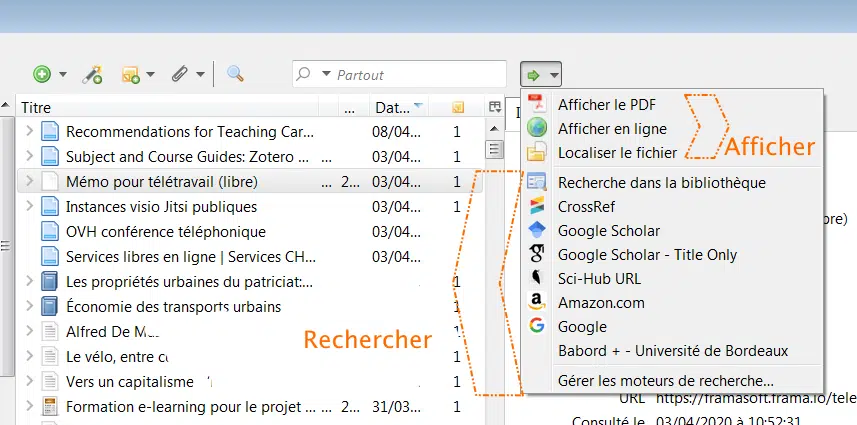 Partout
Titre ... Dat...
Recommendations for Teaching Car... 08/04... 1
Subject and Course Guides: Zotero ... 03/04... 1
Mémo pour télétravail (libre) ... 2... 03/04... 1
Instances visio Jitsi publiques 03/04... 1
OVH conférence téléphonique 03/04...
Services libres en ligne | Services CH... 03/04...
Les propriétés urbaines du patriciat: 1
Économie des transports urbains 1
Alfred De 1
Le vélo, entre 1
Vers un capitalisme 1
Formation e-learning pour le projet ... 2... 31/03... 1
Rechercher
Afficher le PDF
Afficher en ligne
Localiser le fichier
Afficher
Recherche dans la bibliothèque
CrossRef
Google Scholar
Google Scholar - Title Only
Sci-Hub URL
Amazon.com
Google
Babord + - Université de Bordeaux
Gérer les moteurs de recherche...
URL https://framasoft.frama.io/tele
Consulté le 03/04/2020 à 10:52:31